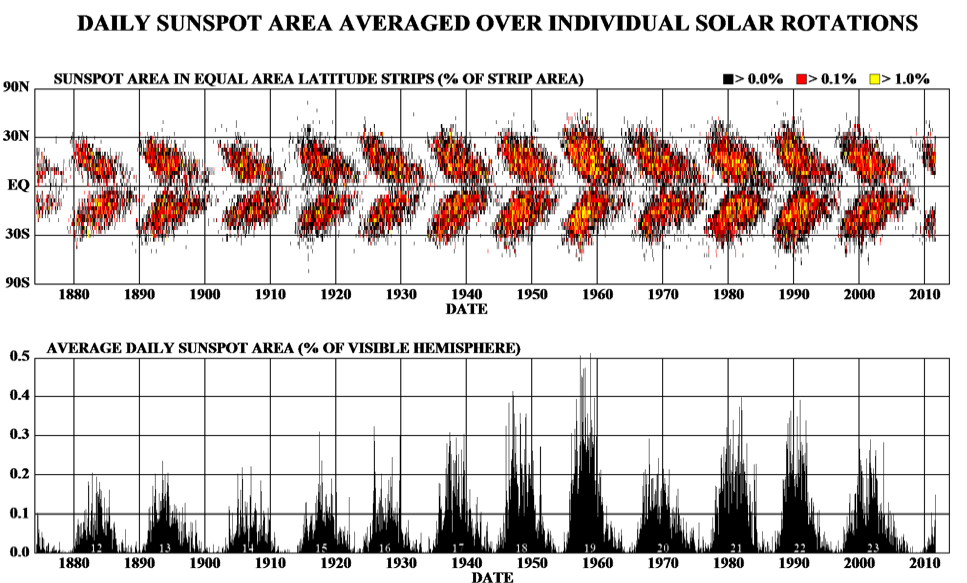 DAILY SUNSPOT AREA AVERAGED OVER INDIVIDUAL SOLAR ROTATIONS
SUNSPOT AREA IN EQUAL AREA LATITUDE STRIPS (% OF STRIP AREA) > 0.0% > 0.1% > 1.0%
90N
30N
EQ
30S
90S
1880 1890 1900 1910 1920 1930 1940 1950 1960 1970 1980 1990 2000 2010
DATE
AVERAGE DAILY SUNSPOT AREA (% OF VISIBLE HEMISPHERE)
0.5
0.4
0.3
0.2
0.1
0.0
12 13 14 15 16 17 18 19 20 21 22 23
1880 1890 1900 1910 1920 1930 1940 1950 1960 1970 1980 1990 2000 2010
DATE